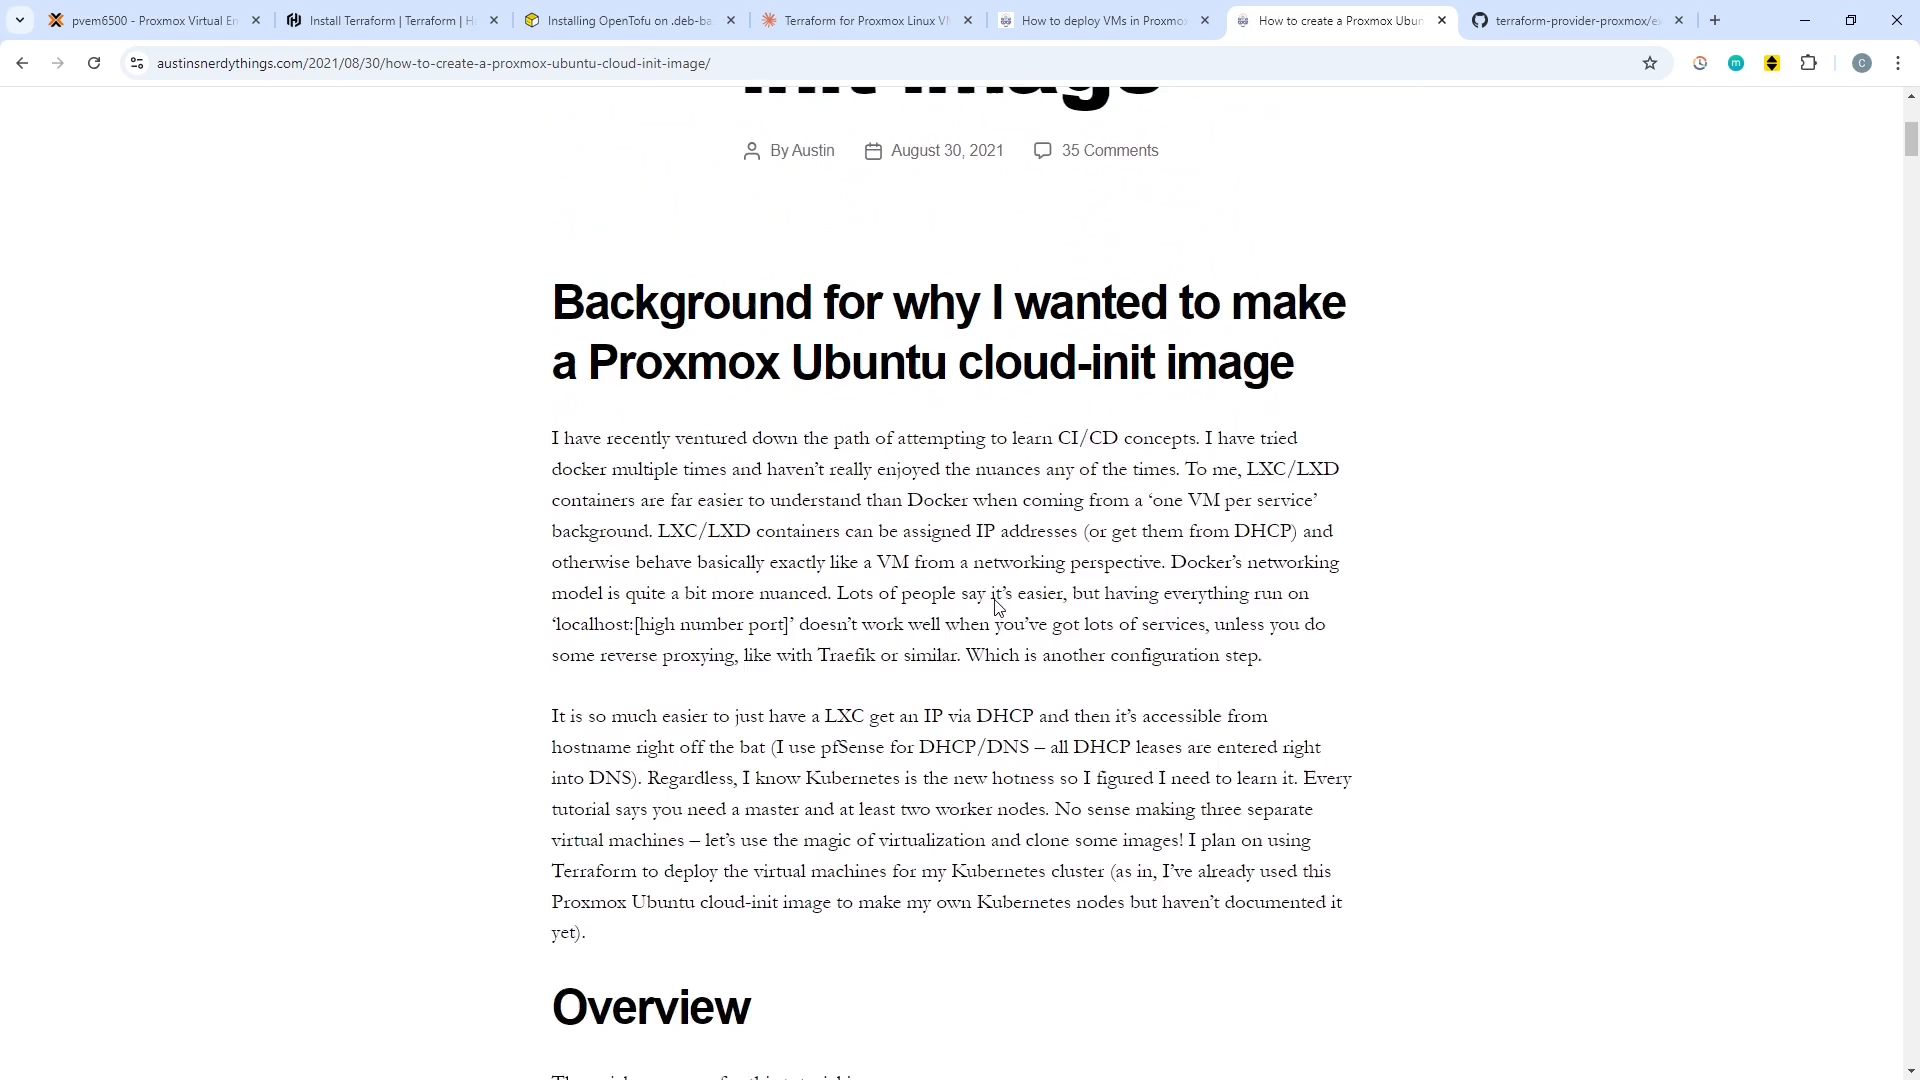 pvem6500 - Proxmox Virtual En
Install Terraform | Terraform | H
Installing OpenTofu on .deb-ba
Terraform for Proxmox Linux VM
How to deploy VMs in Proxmo
How to create a Proxmox Ubun
terraform-provider-proxmox/ex
austinsnerdythings.com/2021/08/30/how-to-create-a-proxmox-ubuntu-cloud-init-image/
init image
By Austin
August 30, 2021
35 Comments
Background for why I wanted to make
a Proxmox Ubuntu cloud-init image
I have recently ventured down the path of attempting to learn CI/CD concepts. I have tried
docker multiple times and haven’t really enjoyed the nuances any of the times. To me, LXC/LXD
containers are far easier to understand than Docker when coming from a ‘one VM per service’
background. LXC/LXD containers can be assigned IP addresses (or get them from DHCP) and
otherwise behave basically exactly like a VM from a networking perspective. Docker’s networking
model is quite a bit more nuanced. Lots of people say it’s easier, but having everything run on
‘localhost:[high number port]’ doesn’t work well when you’ve got lots of services, unless you do
some reverse proxying, like with Traefik or similar. Which is another configuration step.
It is so much easier to just have a LXC get an IP via DHCP and then it’s accessible from
hostname right off the bat (I use pfSense for DHCP/DNS – all DHCP leases are entered right
into DNS). Regardless, I know Kubernetes is the new hotness so I figured I need to learn it. Every
tutorial says you need a master and at least two worker nodes. No sense making three separate
virtual machines – let’s use the magic of virtualization and clone some images! I plan on using
Terraform to deploy the virtual machines for my Kubernetes cluster (as in, I’ve already used this
Proxmox Ubuntu cloud-init image to make my own Kubernetes nodes but haven’t documented it
yet).
Overview